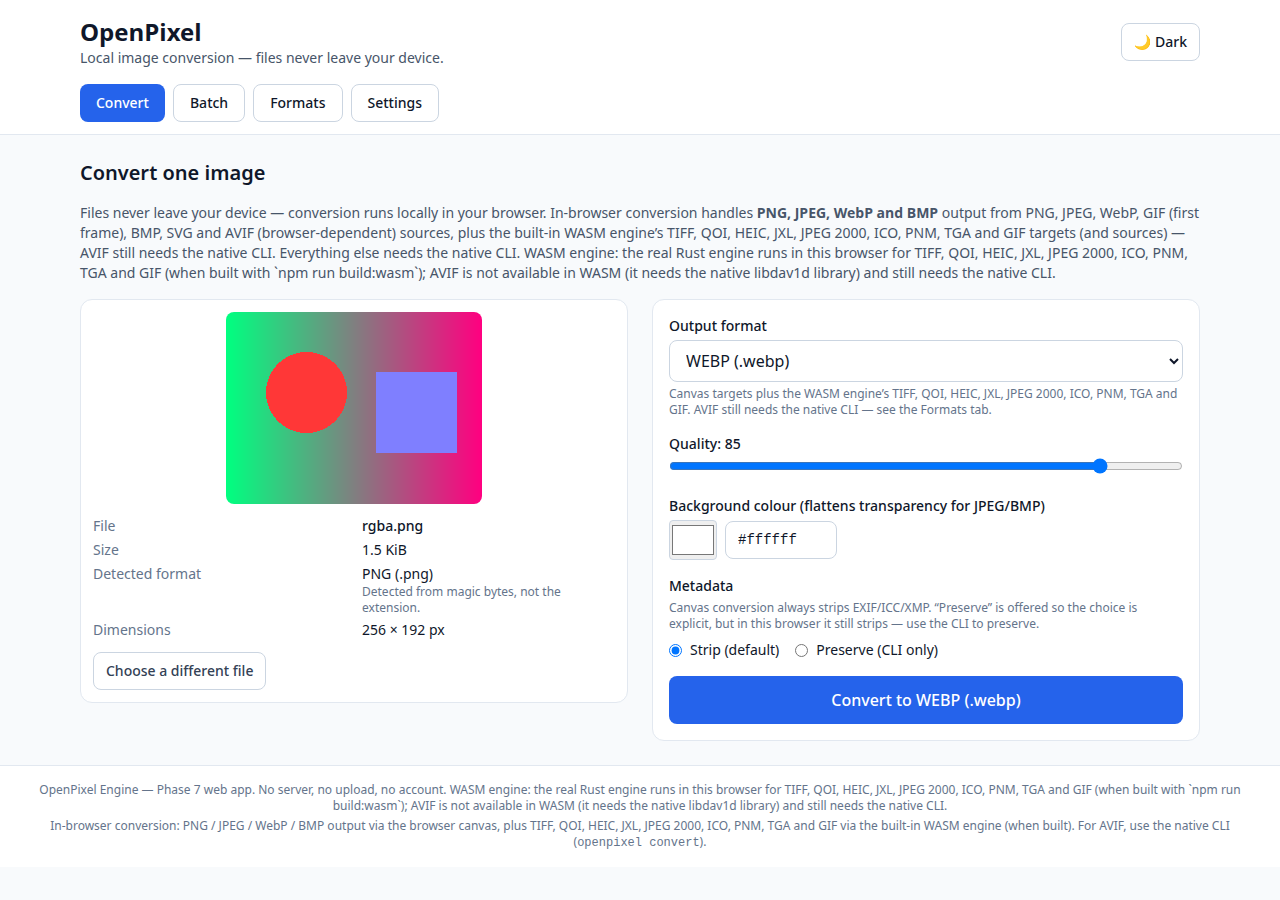 OpenPixel
Local image conversion — files never leave your device.
🌙 Dark
Convert
Batch
Formats
Settings
Convert one image
Files never leave your device — conversion runs locally in your browser. In-browser conversion handles PNG, JPEG, WebP and BMP output from PNG, JPEG, WebP, GIF (first
frame), BMP, SVG and AVIF (browser-dependent) sources, plus the built-in WASM engine’s TIFF, QOI, HEIC, JXL, JPEG 2000, ICO, PNM, TGA and GIF targets (and sources) —
AVIF still needs the native CLI. Everything else needs the native CLI. WASM engine: the real Rust engine runs in this browser for TIFF, QOI, HEIC, JXL, JPEG 2000, ICO, PNM,
TGA and GIF (when built with `npm run build:wasm`); AVIF is not available in WASM (it needs the native libdav1d library) and still needs the native CLI.
File
rgba.png
Size
1.5 KiB
Detected format
PNG (.png)
Detected from magic bytes, not the
extension.
Dimensions
256 × 192 px
Choose a different file
Output format
WEBP (.webp)
Canvas targets plus the WASM engine’s TIFF, QOI, HEIC, JXL, JPEG 2000, ICO, PNM, TGA and
GIF. AVIF still needs the native CLI — see the Formats tab.
Quality: 85
Background colour (flattens transparency for JPEG/BMP)
#ffffff
Metadata
Canvas conversion always strips EXIF/ICC/XMP. “Preserve” is offered so the choice is
explicit, but in this browser it still strips — use the CLI to preserve.
Strip (default)
Preserve (CLI only)
Convert to WEBP (.webp)
OpenPixel Engine — Phase 7 web app. No server, no upload, no account. WASM engine: the real Rust engine runs in this browser for TIFF, QOI, HEIC, JXL, JPEG 2000, ICO, PNM, TGA and GIF (when built with `npm run
build:wasm`); AVIF is not available in WASM (it needs the native libdav1d library) and still needs the native CLI.
In-browser conversion: PNG / JPEG / WebP / BMP output via the browser canvas, plus TIFF, QOI, HEIC, JXL, JPEG 2000, ICO, PNM, TGA and GIF via the built-in WASM engine (when built). For AVIF, use the native CLI
(openpixel convert).